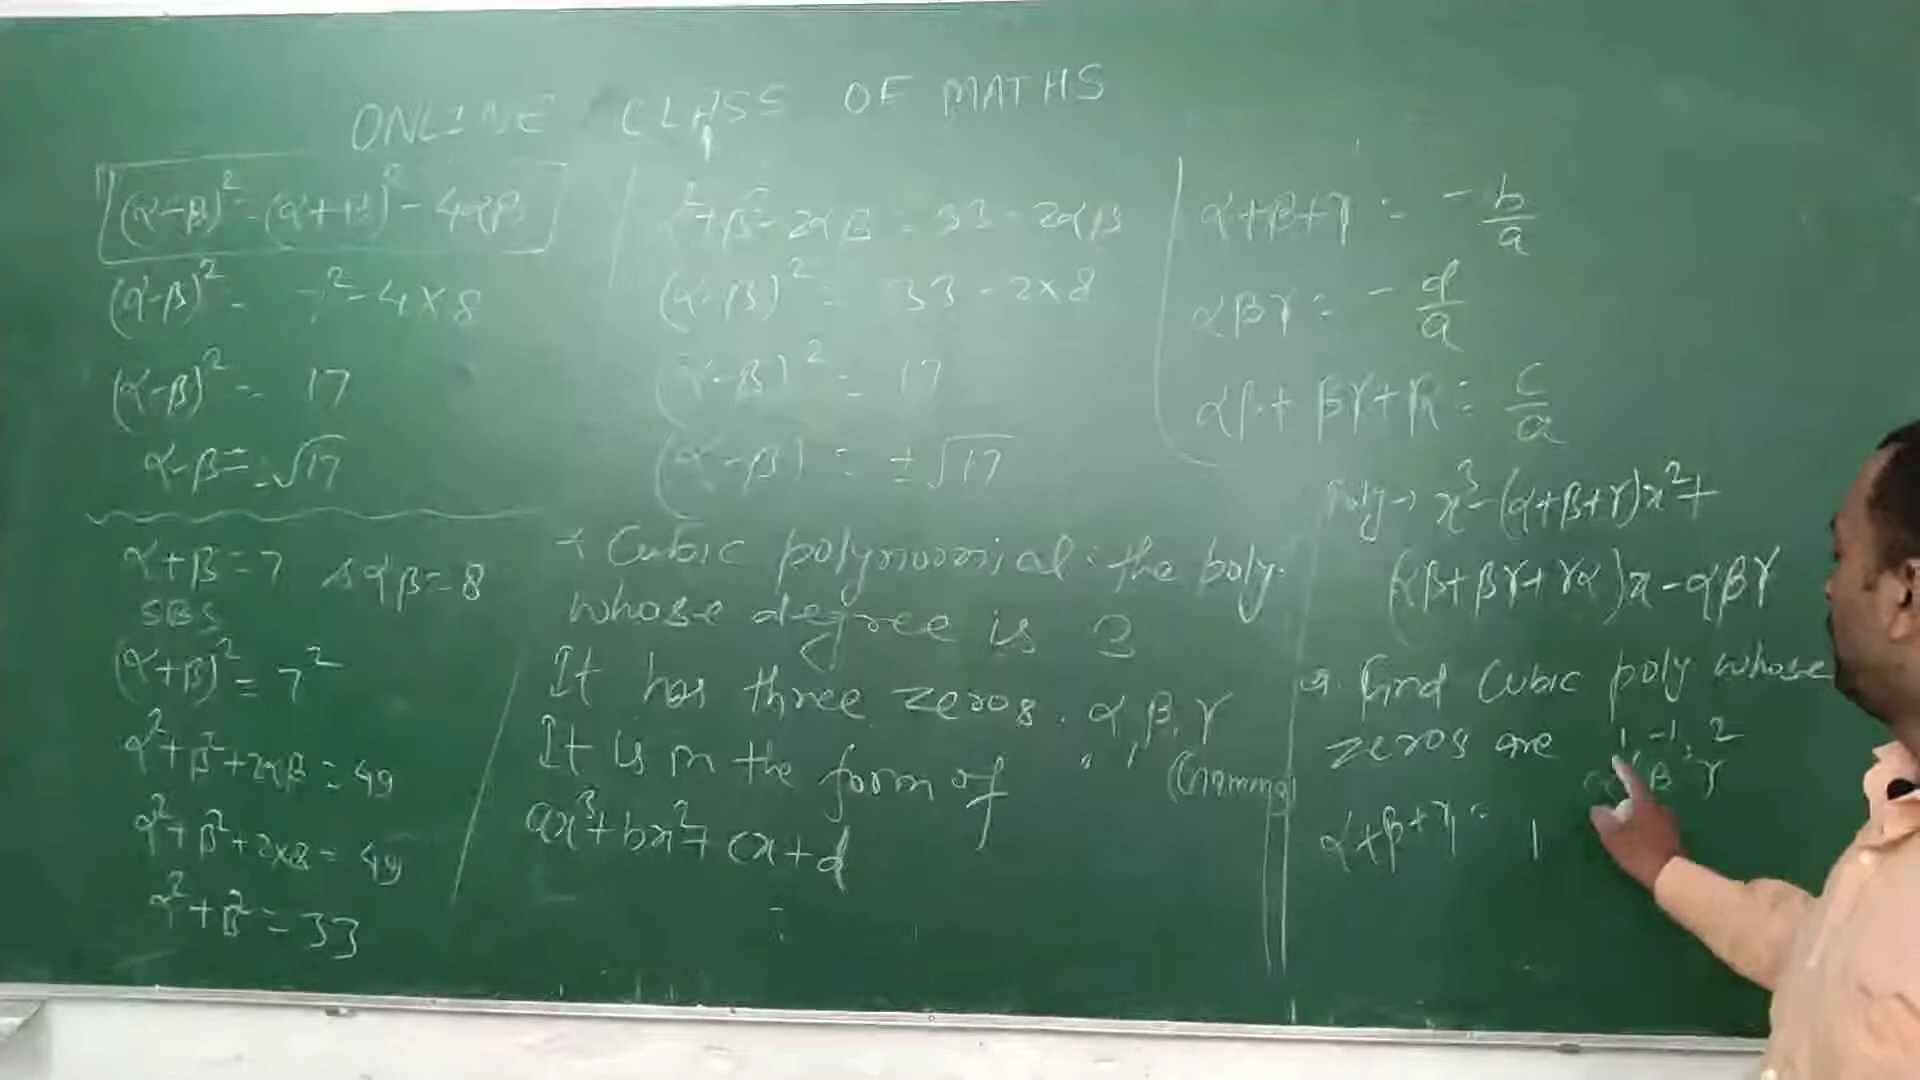 ONLINE CLASS OF MATHS
(α-β)² = (α+β)² - 4αβ
(α-β)² = 7² - 4×8
(α-β)² = 17
α-β = ±√17
α+β=7 & αβ=8
SBS
(α+β)² = 7²
α²+β²+2αβ = 49
α²+β²+2×8 = 49
α²+β² = 33
α²+β²-2αβ = 33-2αβ
(α-β)² = 33-2×8
(α-β)² = 17
(α-β) = ±√17
* Cubic polynomial: the poly.
whose degree is 3
It has three zeros. α, β, γ
It is in the form of " " (Gamma)
ax³+bx²+cx+d
α+β+γ = -b/a
αβγ = -d/a
αβ+βγ+γα = c/a
Poly→ x³-(α+β+γ)x²+
(αβ+βγ+γα)x-αβγ
Q. Find Cubic poly whose
zeros are 1, -1, 2
α, β, γ
α+β+γ = 1